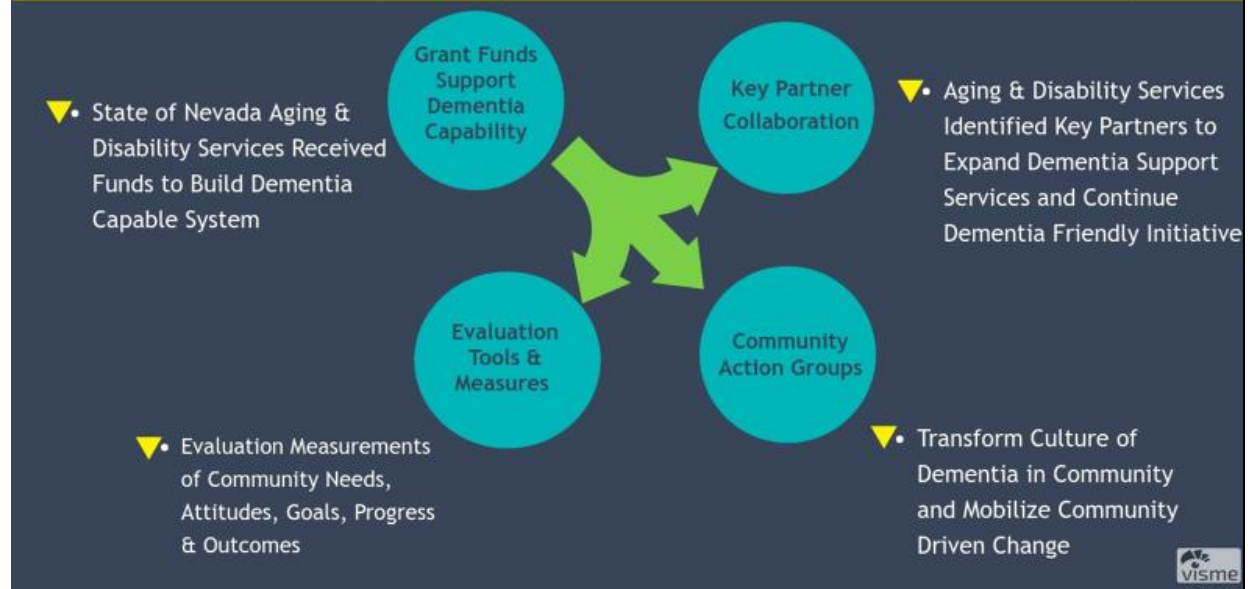 Grant Funds
Support
Dementia
Capability
• State of Nevada Aging &
Disability Services Received
Funds to Build Dementia
Capable System
Key Partner
Collaboration
• Aging & Disability Services
Identified Key Partners to
Expand Dementia Support
Services and Continue
Dementia Friendly Initiative
Evaluation
Tools &
Measures
• Evaluation Measurements
of Community Needs,
Attitudes, Goals, Progress
& Outcomes
Community
Action Groups
• Transform Culture of
Dementia in Community
and Mobilize Community
Driven Change
visme